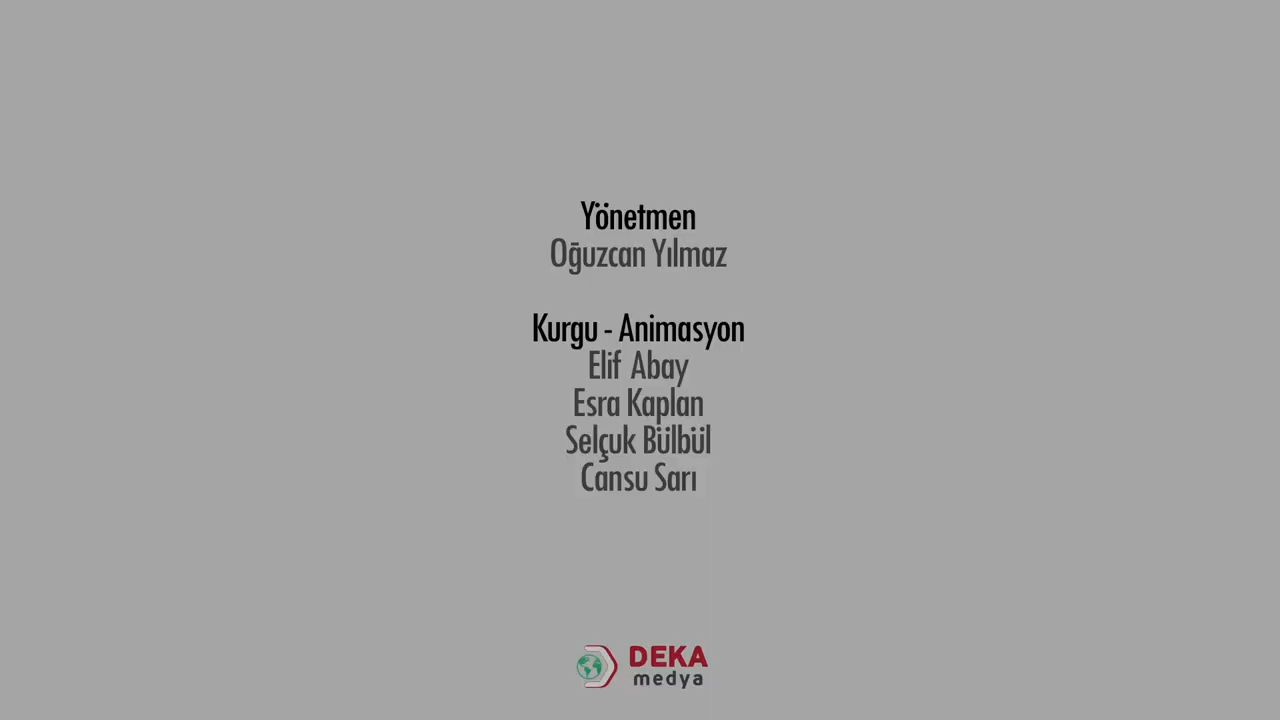 Yönetmen
Oğuzcan Yılmaz
Kurgu - Animasyon
Elif Abay
Esra Kaplan
Selçuk Bülbül
Cansu Sarı
DEKA
medya